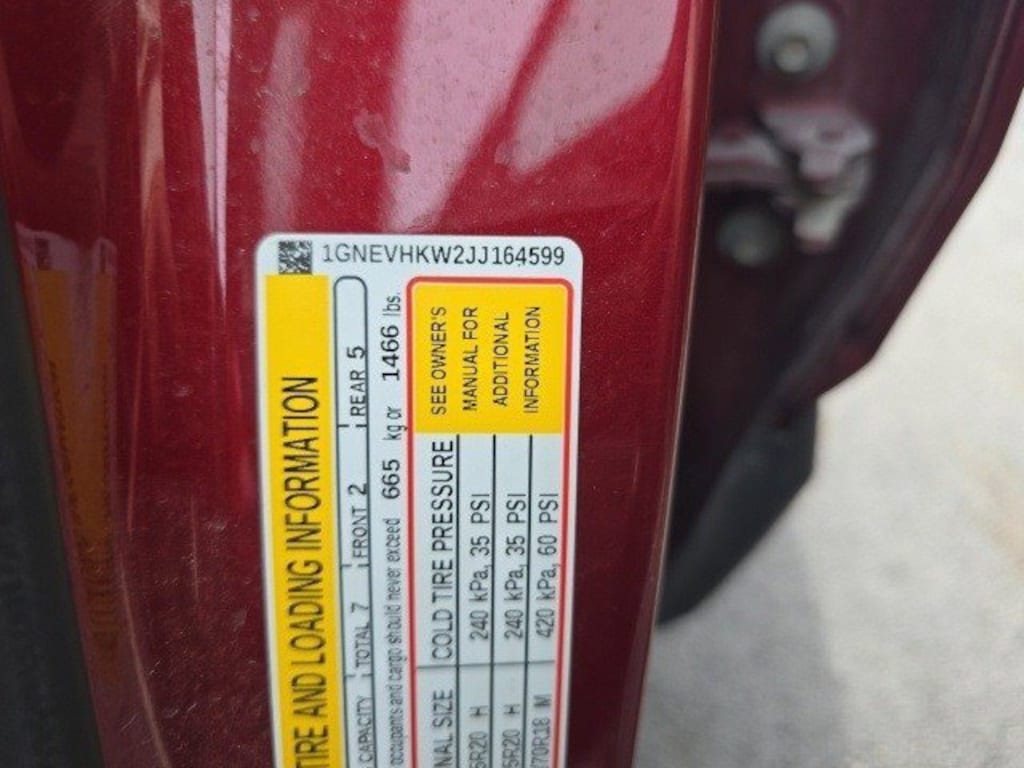 1GNEVHKW2JJ164599
TIRE AND LOADING INFORMATION
CAPACITY TOTAL 7 FRONT 2 REAR 5
occupants and cargo should never exceed 665 kg or 1466 lbs.
SIZE COLD TIRE PRESSURE
H 240 kPa, 35 PSI
H 240 kPa, 35 PSI
M 420 kPa, 60 PSI
SEE OWNER'S
MANUAL FOR
ADDITIONAL
INFORMATION